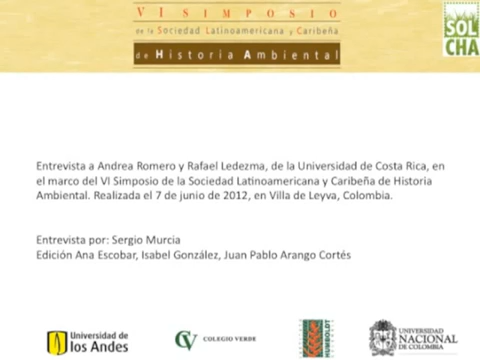 VI SIMPOSIO
de la Sociedad Latinoamericana y Caribeña
de Historia Ambiental
SOL
CHA
Entrevista a Andrea Romero y Rafael Ledezma, de la Universidad de Costa Rica, en
el marco del VI Simposio de la Sociedad Latinoamericana y Caribeña de Historia
Ambiental. Realizada el 7 de junio de 2012, en Villa de Leyva, Colombia.
Entrevista por: Sergio Murcia
Edición Ana Escobar, Isabel González, Juan Pablo Arango Cortés
Universidad de
los Andes
CV COLEGIO VERDE
HUMBOLDT
UNIVERSIDAD
NACIONAL
DE COLOMBIA